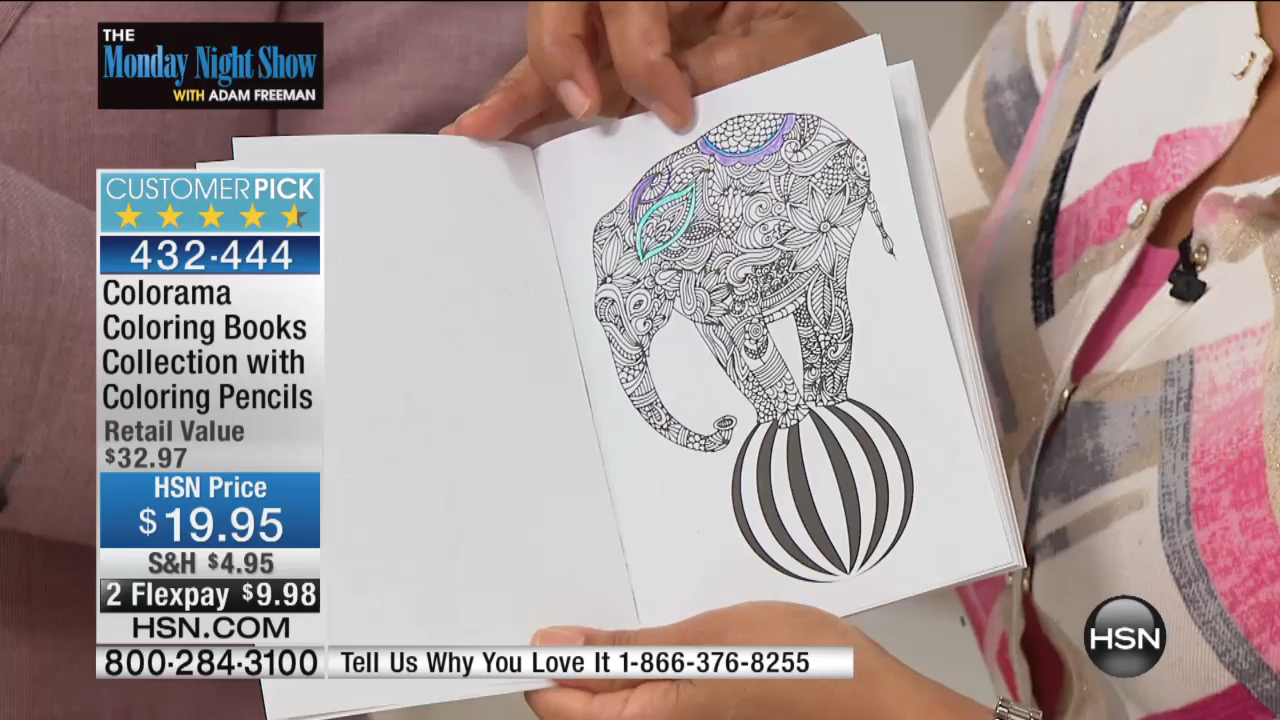 THE
Monday Night Show
WITH ADAM FREEMAN
CUSTOMER PICK
432-444
Colorama
Coloring Books
Collection with
Coloring Pencils
Retail Value
$32.97
HSN Price
$19.95
S&H $4.95
2 Flexpay $9.98
HSN.COM
800-284-3100
Tell Us Why You Love It 1-866-376-8255
HSN